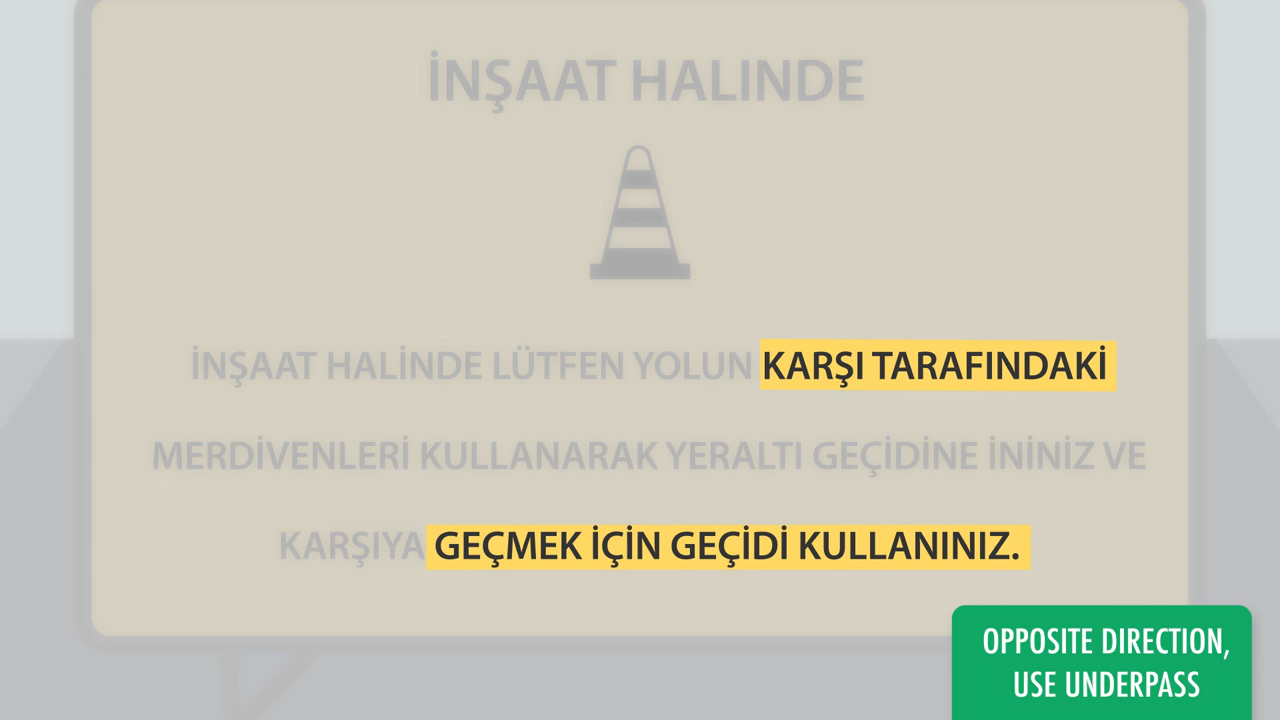 İNŞAAT HALINDE
İNŞAAT HALİNDE LÜTFEN YOLUN KARŞI TARAFINDAKİ
MERDİVENLERİ KULLANARAK YERALTI GEÇİDİNE İNİNİZ VE
KARŞIYA GEÇMEK İÇİN GEÇİDİ KULLANINIZ.
OPPOSITE DIRECTION,
USE UNDERPASS